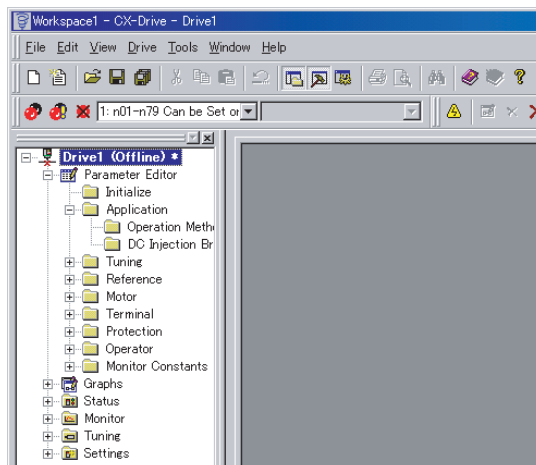 Workspace1 - CX-Drive - Drive1
File Edit View Drive Tools Window Help
1: n01-n79 Can be Set or
Drive1 (Offline) *
Parameter Editor
Initialize
Application
Operation Meth
DC Injection Br
Tuning
Reference
Motor
Terminal
Protection
Operator
Monitor Constants
Graphs
Status
Monitor
Tuning
Settings